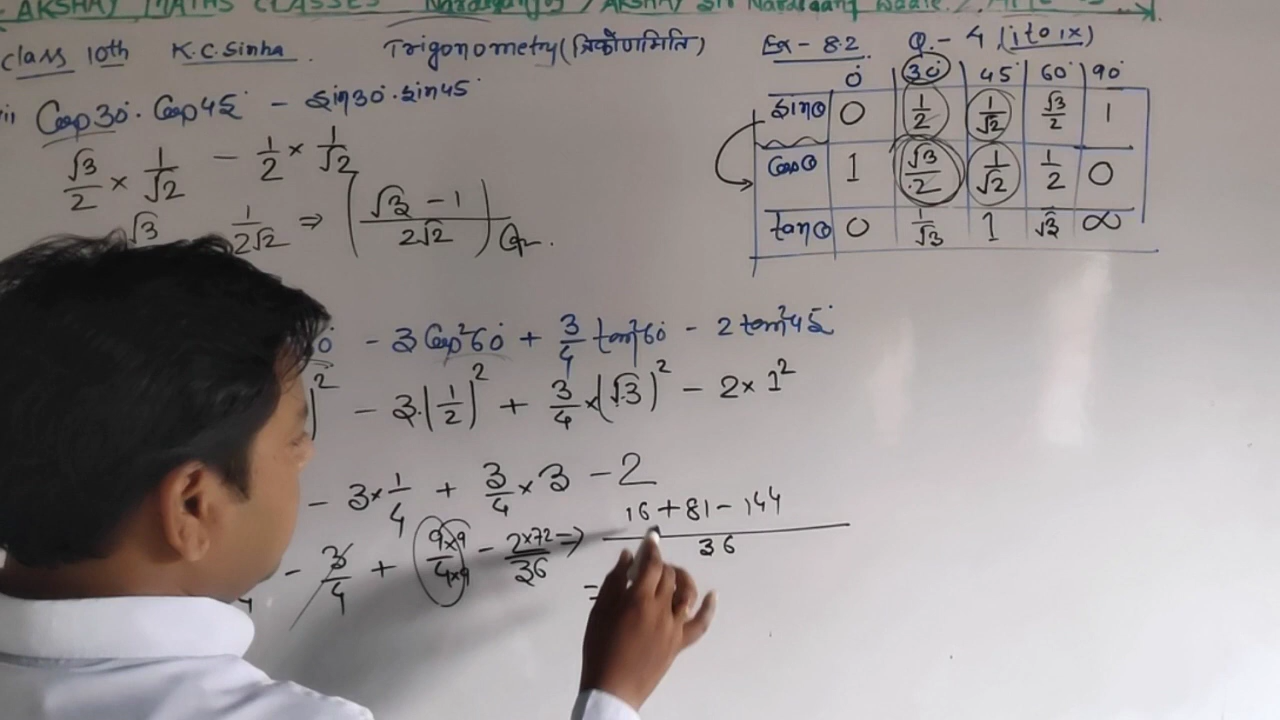 AKSHAY MATHS CLASSES
class 10th K.C.Sinha Trigonometry (त्रिकोणमिति) Ex - 8.2 Q. - 4 (i to ix)
0° 30° 45° 60° 90°
sinθ 0 1/2 1/√2 √3/2 1
cosθ 1 √3/2 1/√2 1/2 0
tanθ 0 1/√3 1 √3 ∞
Cos30°. Cos45° - Sin30°.Sin45°
√3/2 × 1/√2 - 1/2 × 1/√2
√3 1/2√2 ⇒ (√3 - 1/2√2)
- 3 Cos²60° + 3/4 tan²60° - 2 tan²45°
)² - 3.(1/2)² + 3/4 × (√3)² - 2 × 1²
- 3 × 1/4 + 3/4 × 3 - 2
- 3/4 + 9×9/4×9 - 2×72/36 ⇒ 16 + 81 - 144/36
=